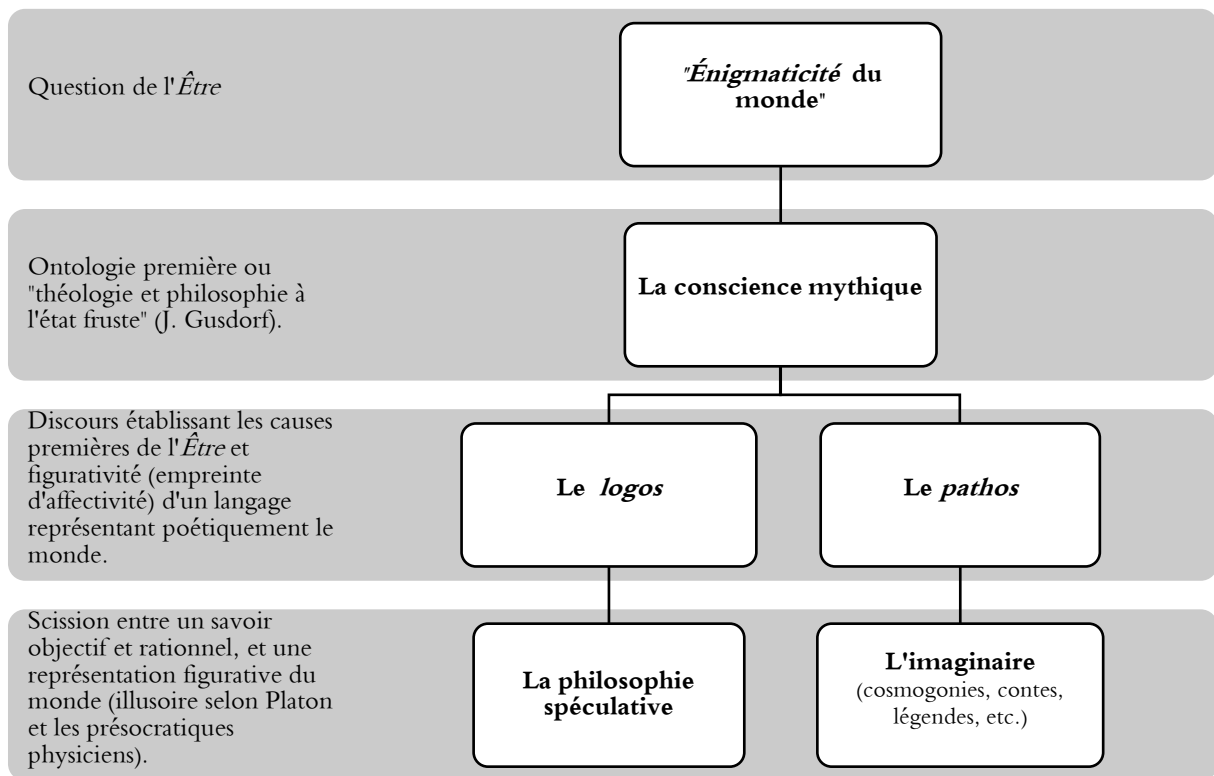 Question de l'Être
"Énigmaticité du
monde"
Ontologie première ou
"théologie et philosophie à
l'état fruste" (J. Gusdorf).
La conscience mythique
Discours établissant les causes
premières de l'Être et
figurativité (empreinte
d'affectivité) d'un langage
représentant poétiquement le
monde.
Le logos
Le pathos
Scission entre un savoir
objectif et rationnel, et une
représentation figurative du
monde (illusoire selon Platon
et les présocratiques
physiciens).
La philosophie
spéculative
L'imaginaire
(cosmogonies, contes,
légendes, etc.)